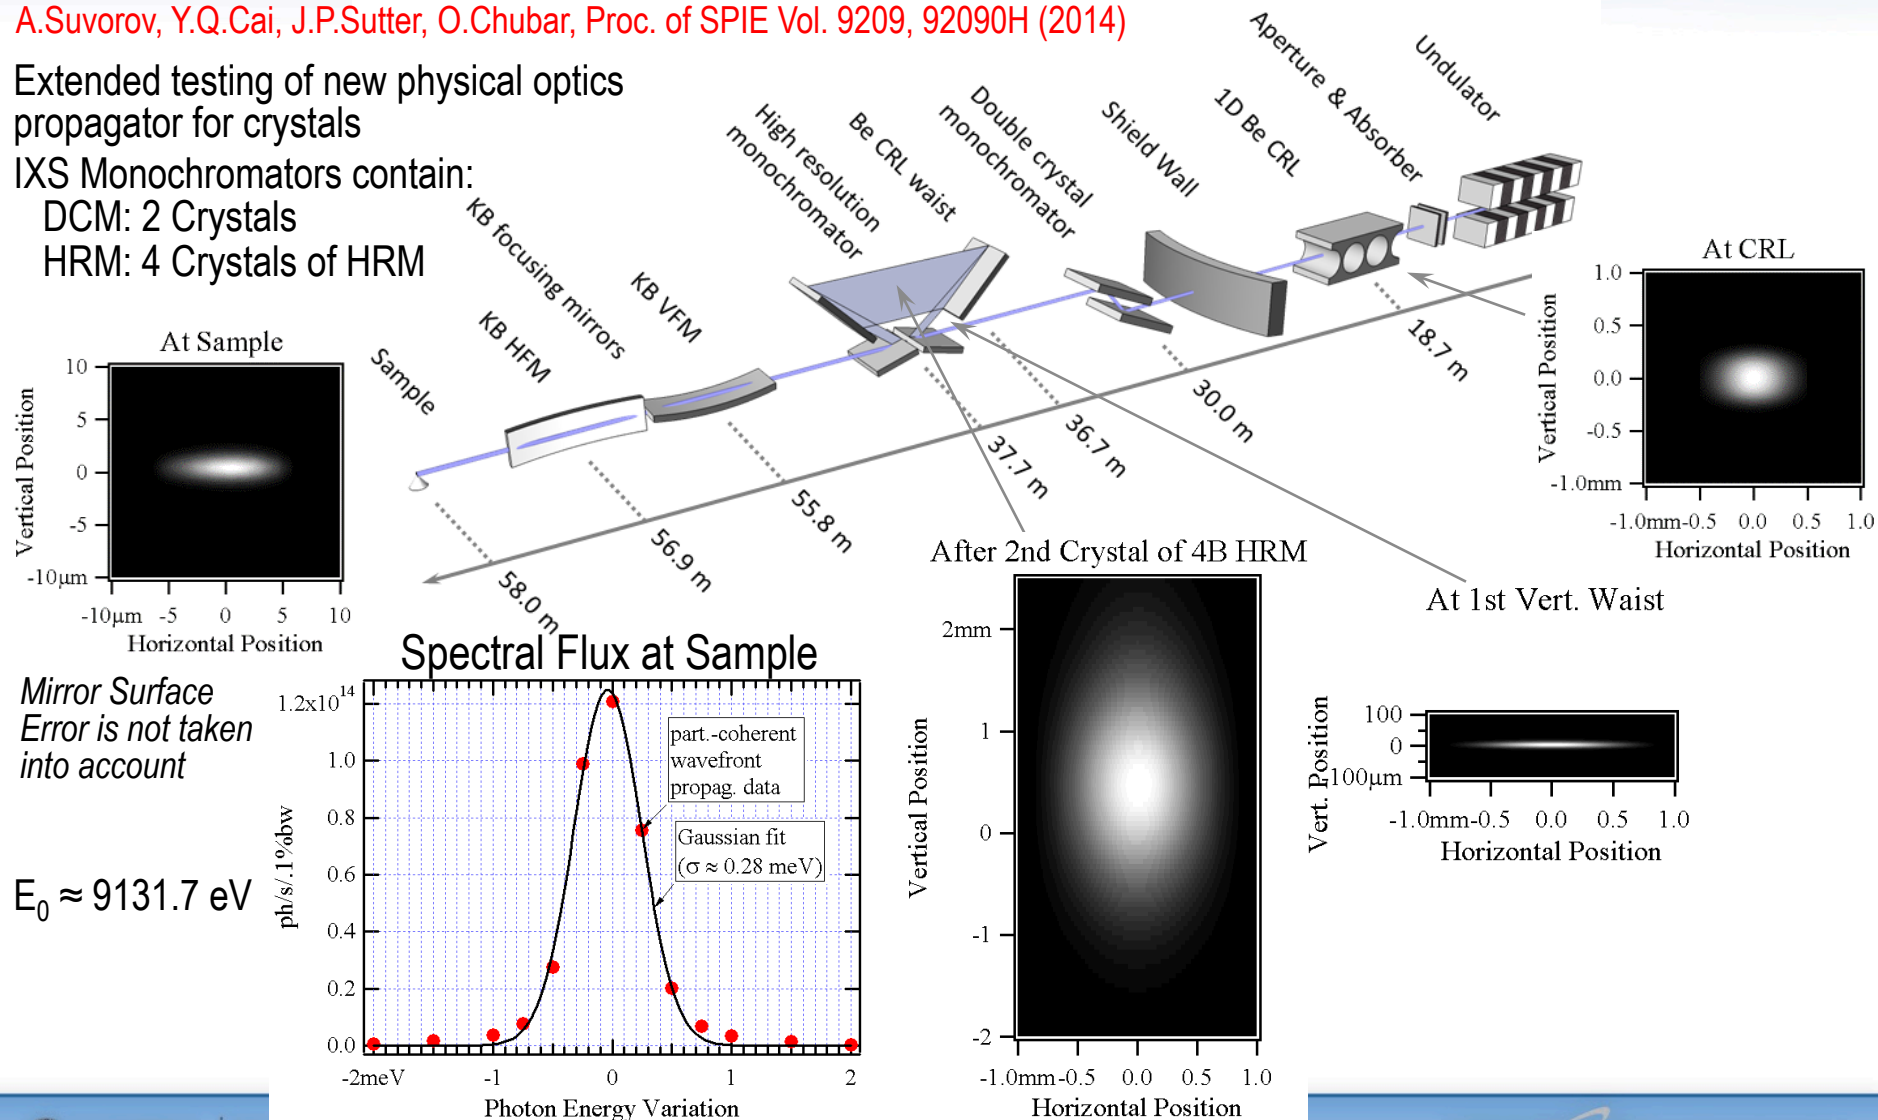 A.Suvorov, Y.Q.Cai, J.P.Sutter, O.Chubar, Proc. of SPIE Vol. 9209, 92090H (2014)
Extended testing of new physical optics
propagator for crystals
IXS Monochromators contain:
DCM: 2 Crystals
HRM: 4 Crystals of HRM
Sample
KB HFM
KB focusing mirrors
KB VFM
High resolution
monochromator
Be CRL waist
Double crystal
monochromator
Shield Wall
1D Be CRL
Aperture & Absorber
Undulator
18.7 m
30.0 m
36.7 m
37.7 m
55.8 m
56.9 m
58.0 m
At CRL
1.0
0.5
0.0
-0.5
-1.0mm
Vertical Position
-1.0mm -0.5 0.0 0.5 1.0
Horizontal Position
At Sample
10
5
0
-5
-10µm
Vertical Position
-10µm -5 0 5 10
Horizontal Position
After 2nd Crystal of 4B HRM
2mm
1
0
-1
-2
Vertical Position
-1.0mm -0.5 0.0 0.5 1.0
Horizontal Position
At 1st Vert. Waist
100
0
100µm
Vert. Position
-1.0mm -0.5 0.0 0.5 1.0
Horizontal Position
Mirror Surface
Error is not taken
into account
E0 ≈ 9131.7 eV
Spectral Flux at Sample
1.2x10^14
1.0
0.8
0.6
0.4
0.2
0.0
ph/s/.1%bw
part.-coherent
wavefront
propag. data
Gaussian fit
(σ ≈ 0.28 meV)
-2meV -1 0 1 2
Photon Energy Variation